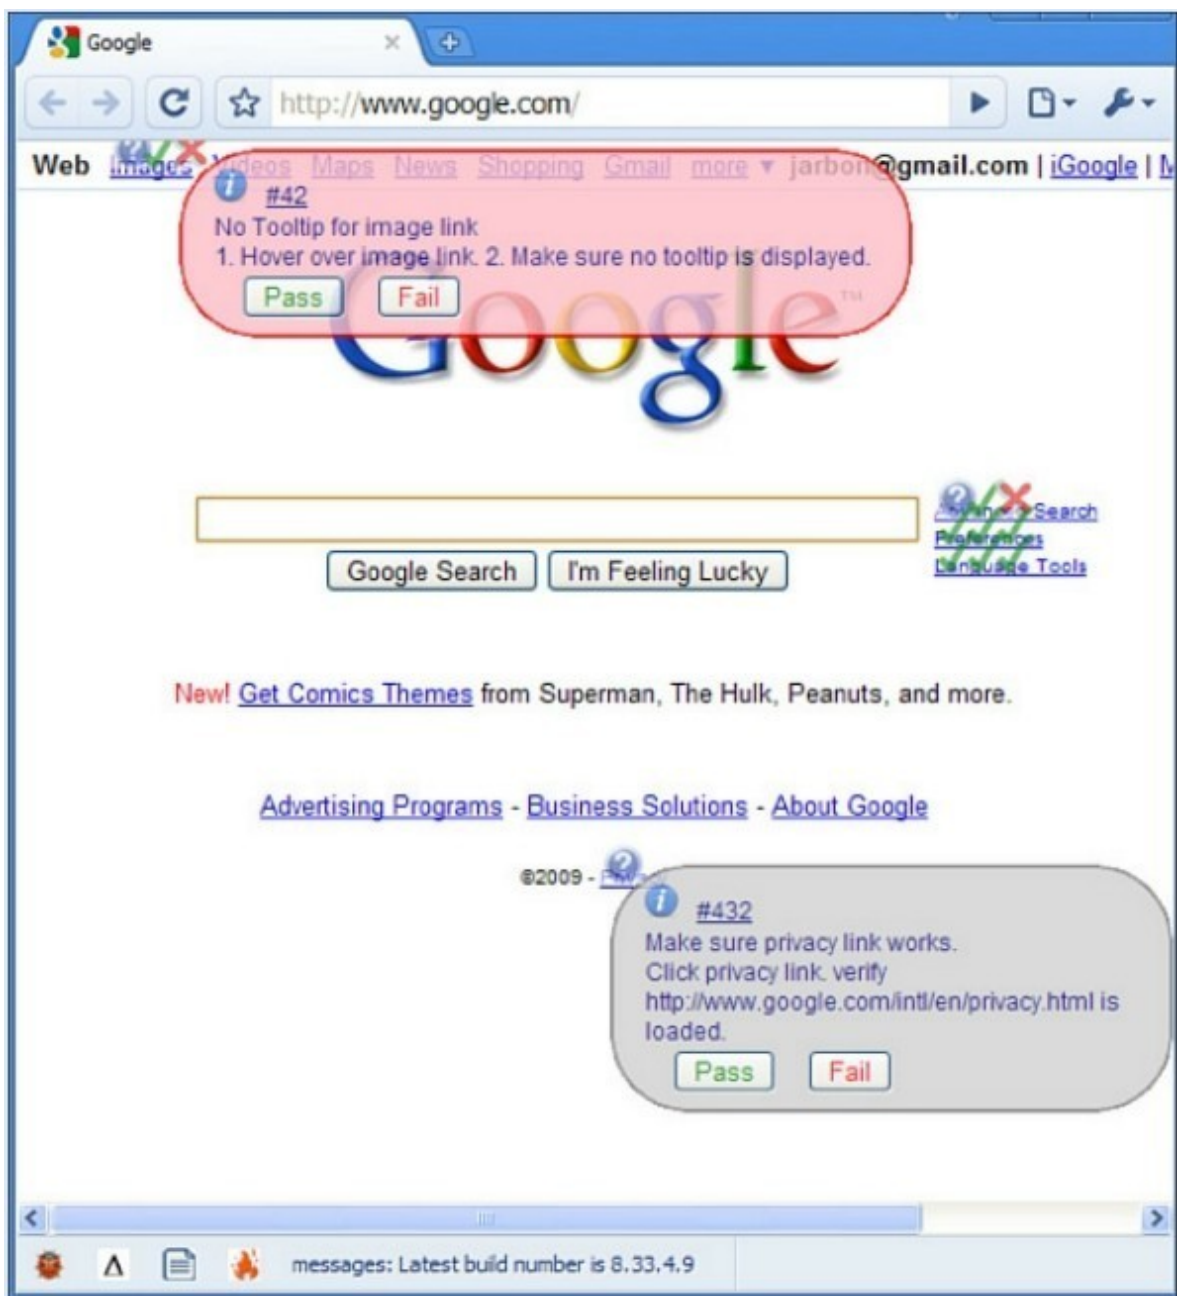 Google
http://www.google.com/
Web Images Videos Maps News Shopping Gmail more ▼ jarbon@gmail.com | iGoogle |
#42
No Tooltip for image link
1. Hover over image link. 2. Make sure no tooltip is displayed.
Pass Fail
Google TM
Advanced Search
Preferences
Language Tools
Google Search I'm Feeling Lucky
New! Get Comics Themes from Superman, The Hulk, Peanuts, and more.
Advertising Programs - Business Solutions - About Google
©2009 - Privacy
#432
Make sure privacy link works.
Click privacy link. verify
http://www.google.com/intl/en/privacy.html is
loaded.
Pass Fail
messages: Latest build number is 8.33.4.9